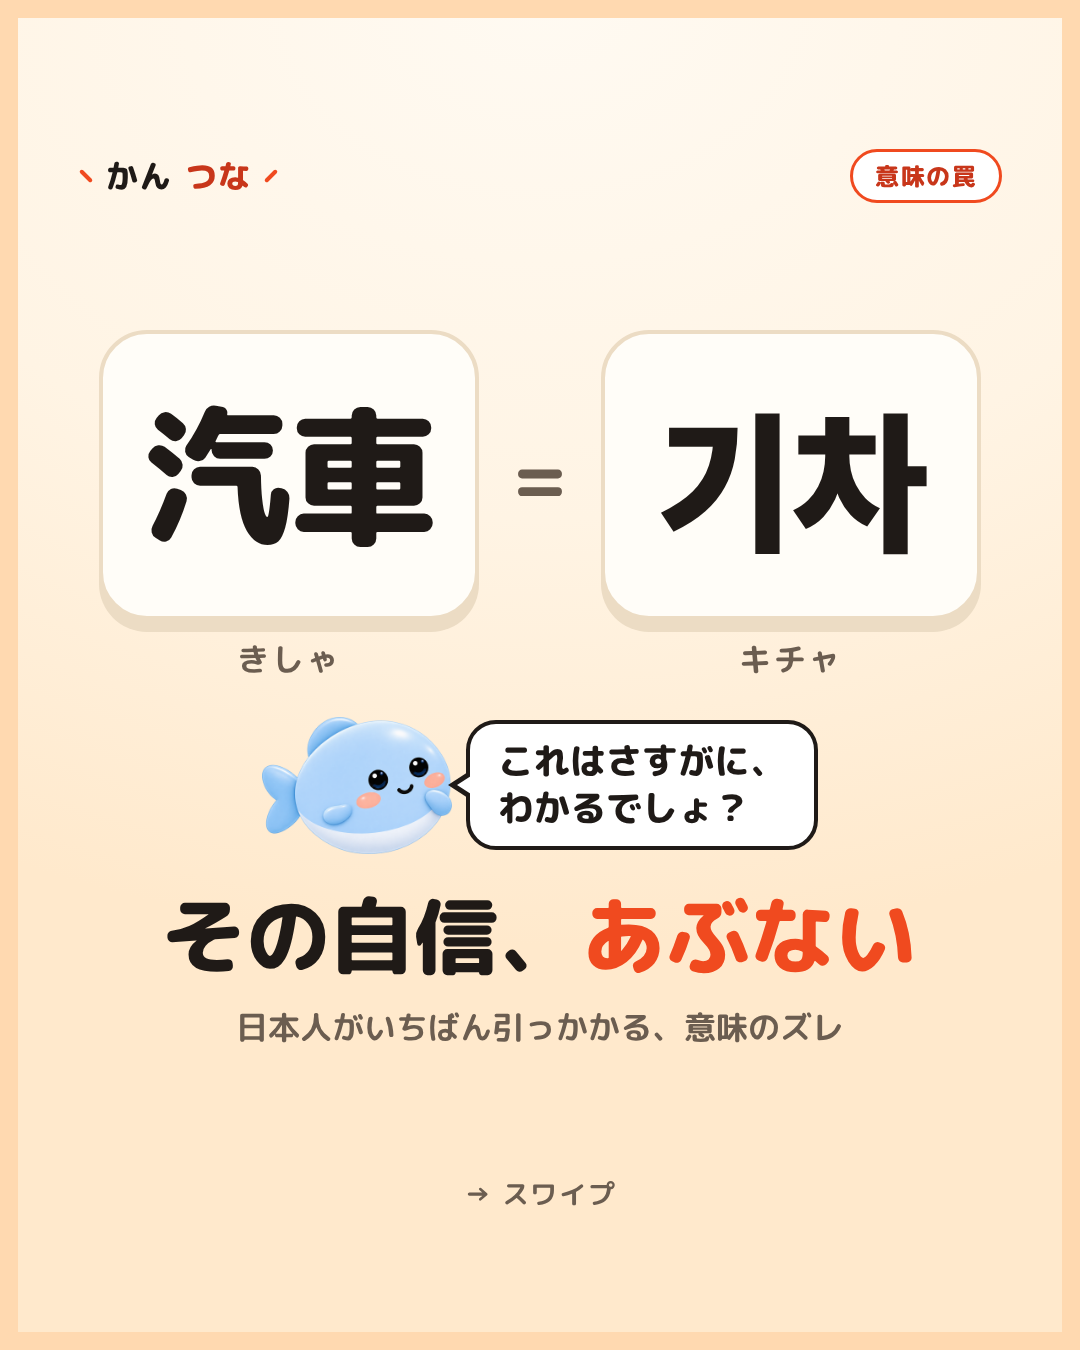 かん つな
意味の罠
汽車 = 기차
きしゃ キチャ
これはさすがに、
わかるでしょ？
その自信、あぶない
日本人がいちばん引っかかる、意味のズレ
→ スワイプ